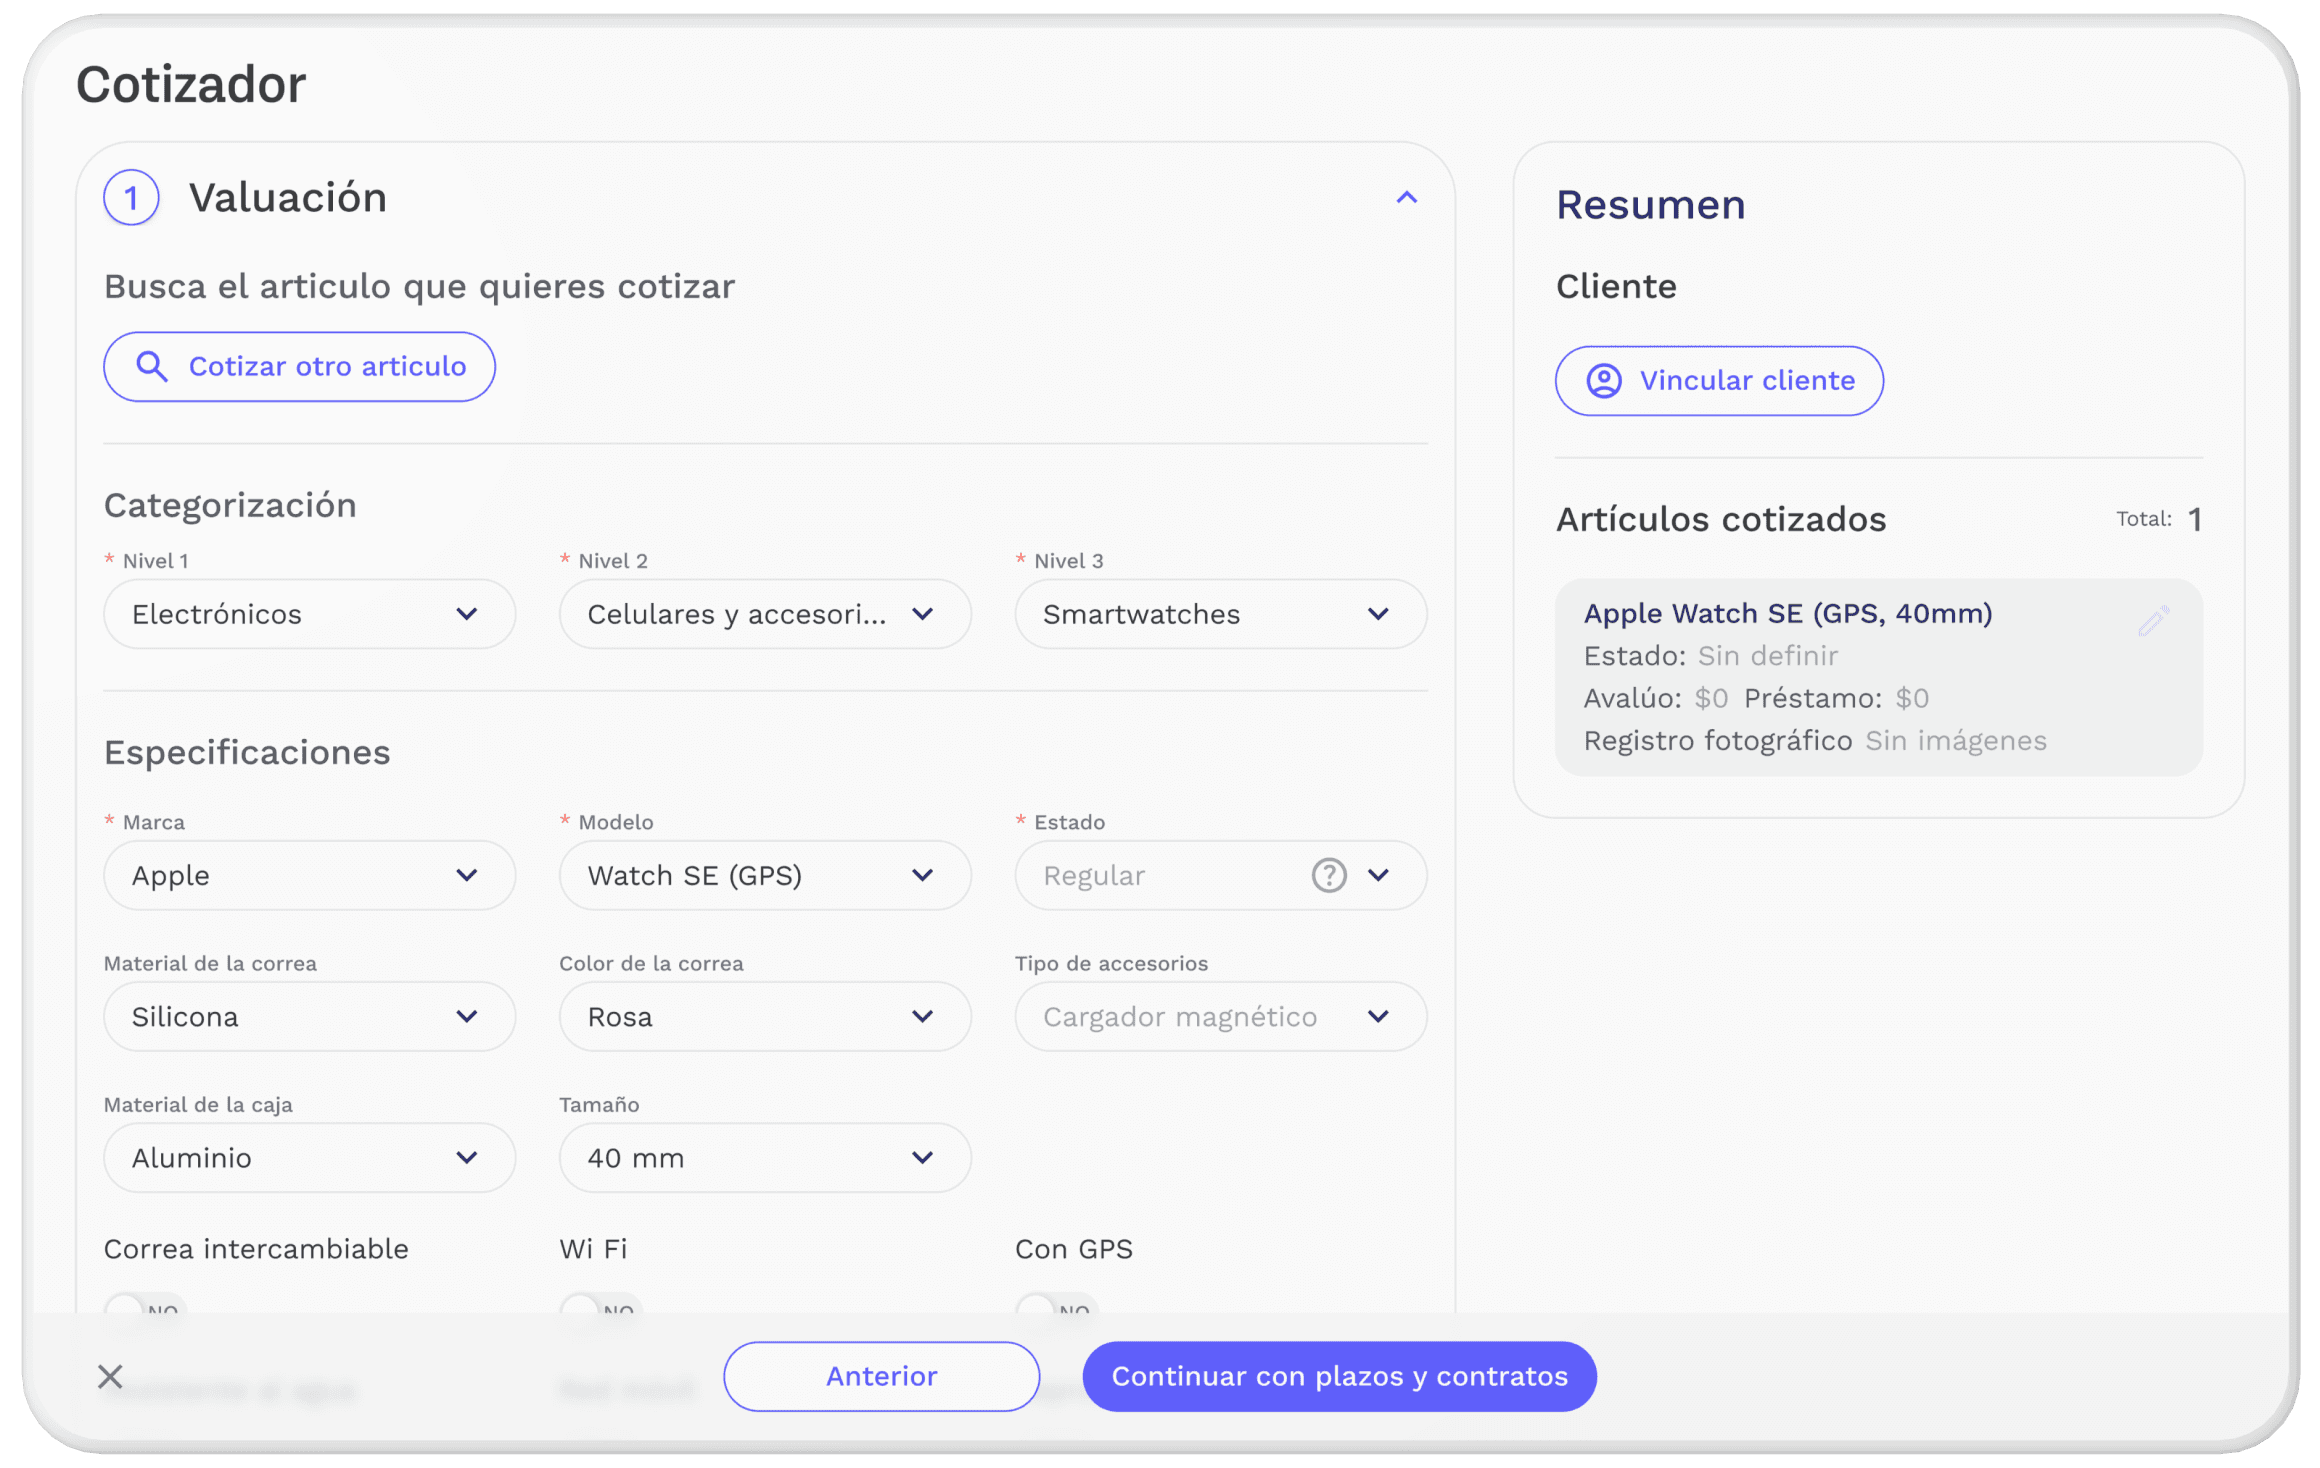 Cotizador
1 Valuación
Busca el articulo que quieres cotizar
Cotizar otro articulo
Categorización
* Nivel 1
Electrónicos
* Nivel 2
Celulares y accesori...
* Nivel 3
Smartwatches
Especificaciones
* Marca
Apple
* Modelo
Watch SE (GPS)
* Estado
Regular ?
Material de la correa
Silicona
Color de la correa
Rosa
Tipo de accesorios
Cargador magnético
Material de la caja
Aluminio
Tamaño
40 mm
Correa intercambiable
NO
Wi Fi
NO
Con GPS
NO
Resumen
Cliente
Vincular cliente
Artículos cotizados Total: 1
Apple Watch SE (GPS, 40mm)
Estado: Sin definir
Avalúo: $0 Préstamo: $0
Registro fotográfico Sin imágenes
Anterior
Continuar con plazos y contratos